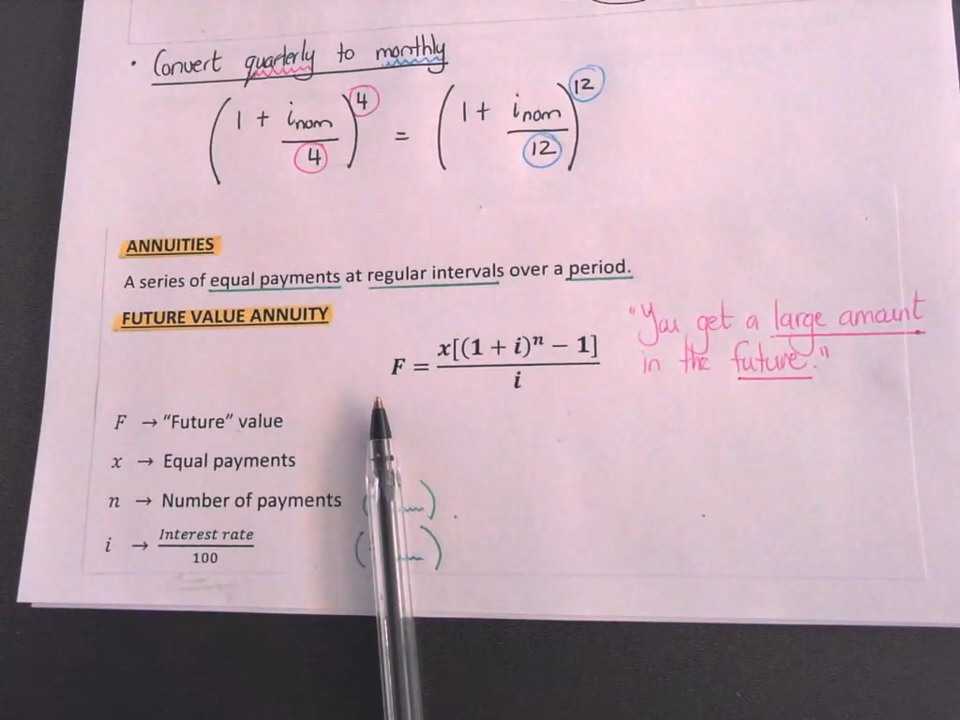 • Convert quarterly to monthly
(1 + i nom / 4)^4 = (1 + i nom / 12)^12
ANNUITIES
A series of equal payments at regular intervals over a period.
FUTURE VALUE ANNUITY
"You get a large amount
in the future."
F = x[(1 + i)^n − 1] / i
F → "Future" value
x → Equal payments
n → Number of payments
i → Interest rate / 100